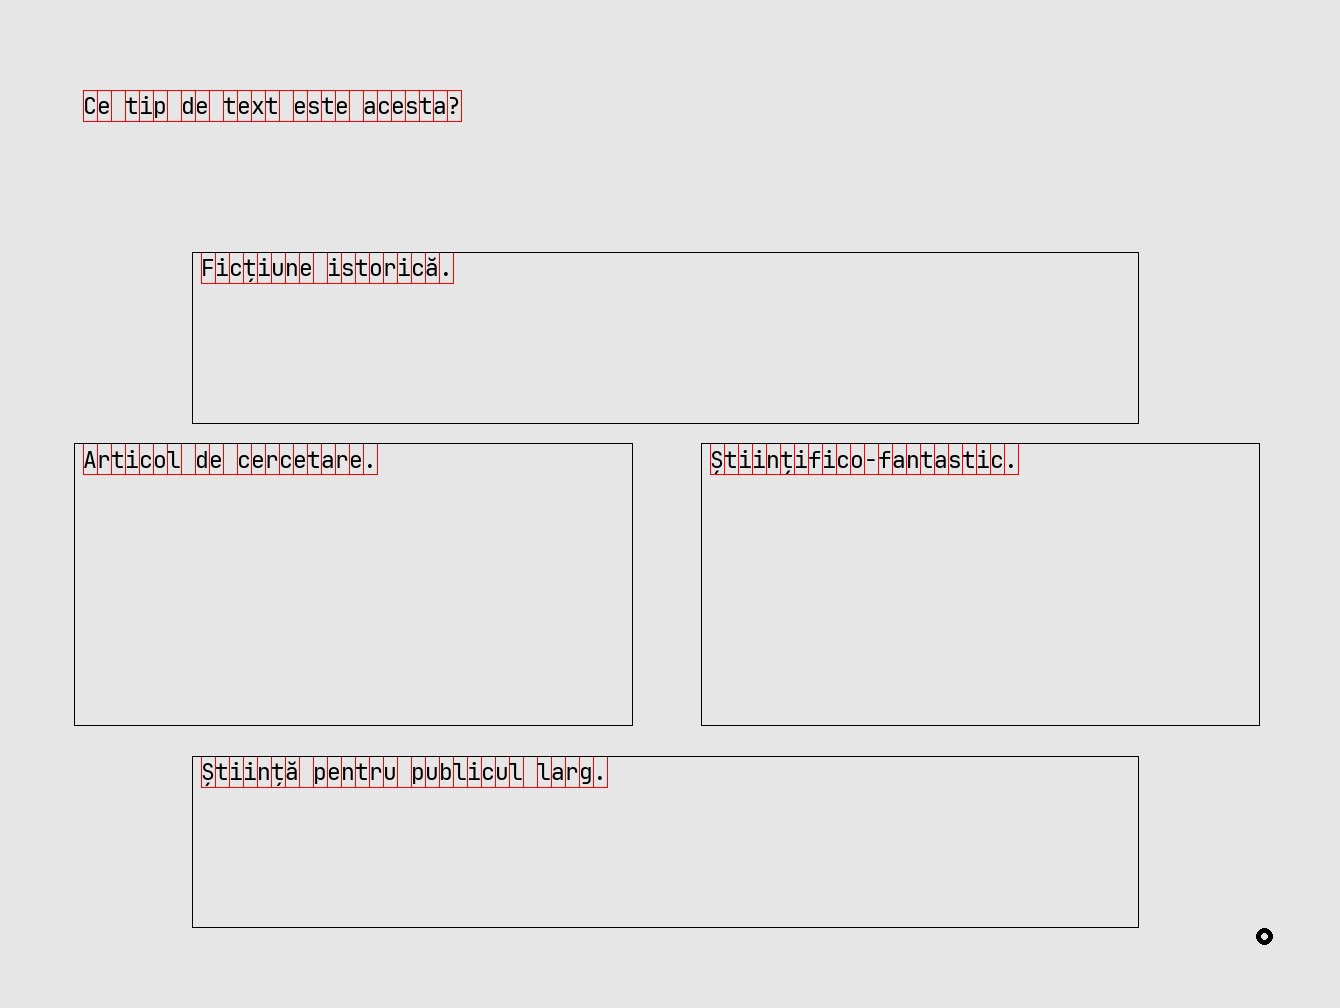 Ce tip de text este acesta?
Ficțiune istorică.
Articol de cercetare.
Științifico-fantastic.
Știință pentru publicul larg.